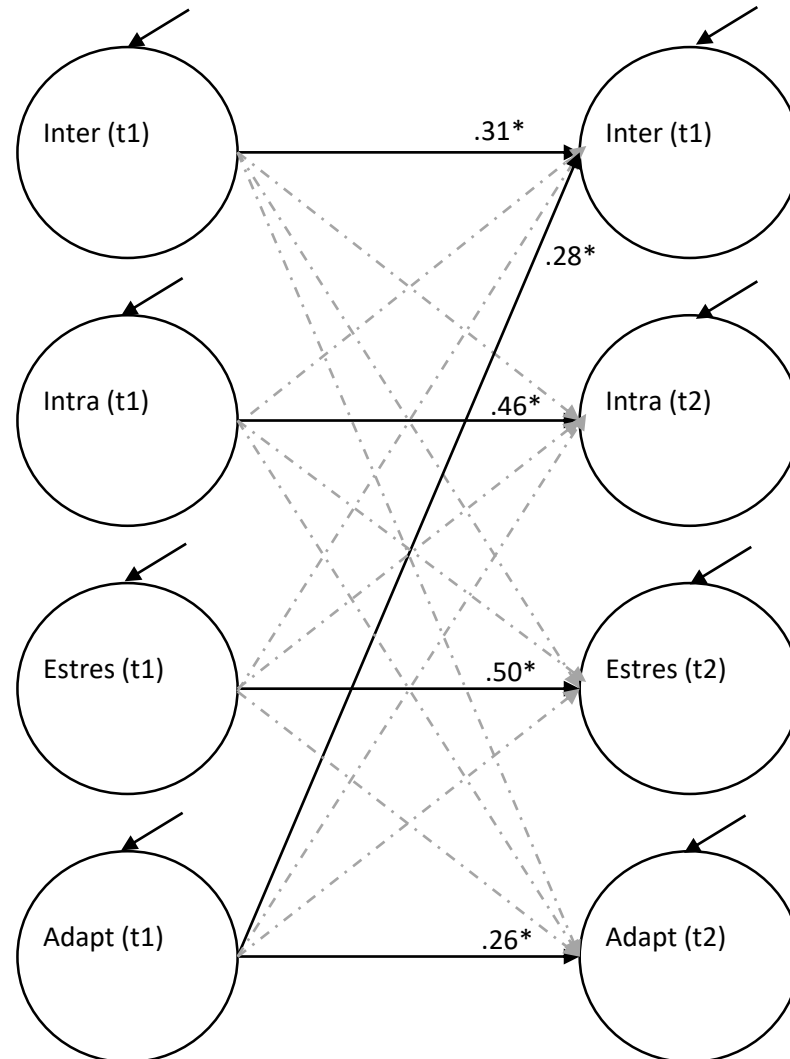 Inter (t1)
.31*
Inter (t1)
.28*
Intra (t1)
.46*
Intra (t2)
Estres (t1)
.50*
Estres (t2)
Adapt (t1)
.26*
Adapt (t2)